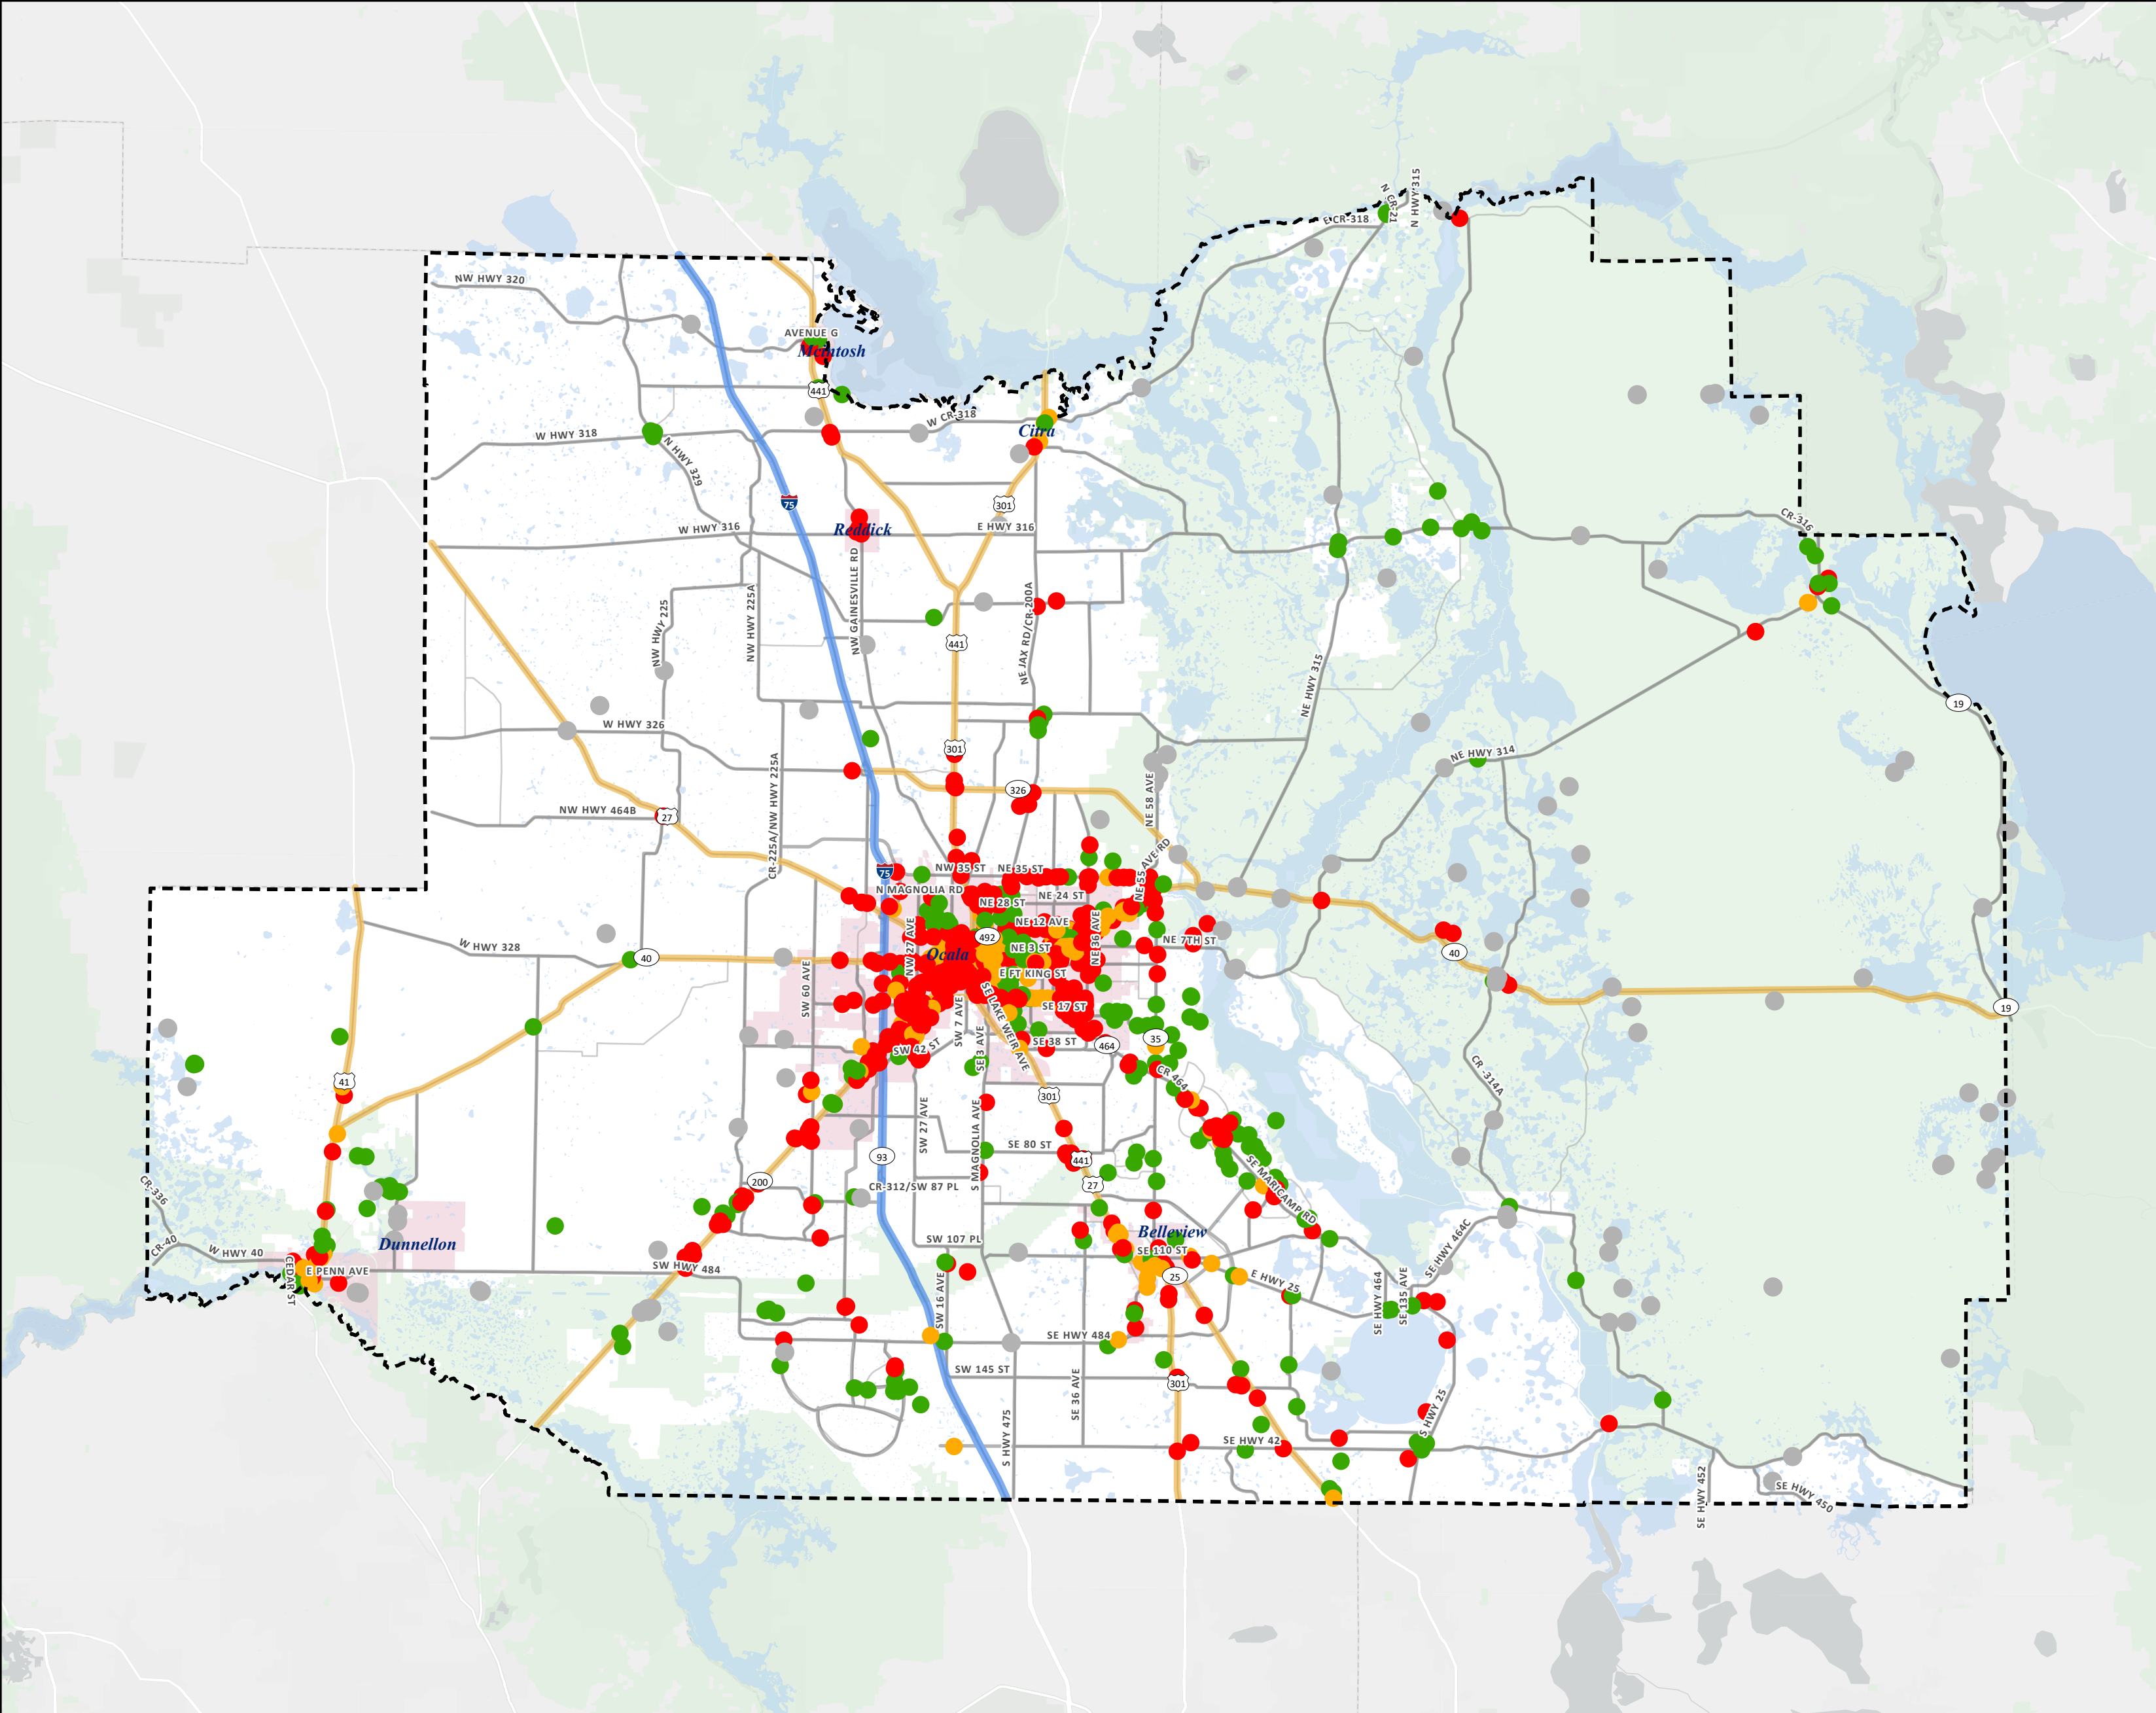 N HWY 315
N CR-21
E CR-318
NW HWY 320
AVENUE G
McIntosh
441
W CR-318
Citra
W HWY 318
N HWY 329
75
301
CR-316
Reddick
W HWY 316
E HWY 316
NW GAINESVILLE RD
NE JAX RD/CR-200A
NW HWY 225A
NW HWY 225
441
NE HWY 315
19
W HWY 326
301
NE HWY 314
CR-225A/NW HWY 225A
326
NE 58 AVE
NW HWY 464B
27
NE 55 AVE RD
75
NW 35 ST
NE 35 ST
N MAGNOLIA RD
NE 24 ST
NE 28 ST
NE 12 AVE
NE 36 AVE
492
NW 27 AVE
NE 7TH ST
W HWY 328
40
Ocala
NE 3 ST
40
E FT KING ST
SW 60 AVE
SE 17 ST
19
SE LAKE WEIR AVE
SW 7 AVE
SE 3 AVE
SW 42 ST
SE 38 ST
464
35
41
CR 464
CR -314A
301
SW 27 AVE
S MAGNOLIA AVE
SE 80 ST
93
441
200
CR-312/SW 87 PL
27
SE MARICAMP RD
CR-336
CR-40
W HWY 40
Dunnellon
SW 107 PL
Belleview
SE 110 ST
SE HWY 464C
E PENN AVE
CEDAR ST
SW HWY 484
25
E HWY 25
SW 16 AVE
SE HWY 464
SE 135 AVE
SE HWY 484
SW 145 ST
301
SE 36 AVE
S HWY 475
S HWY 25
SE HWY 42
SE HWY 452
SE HWY 450